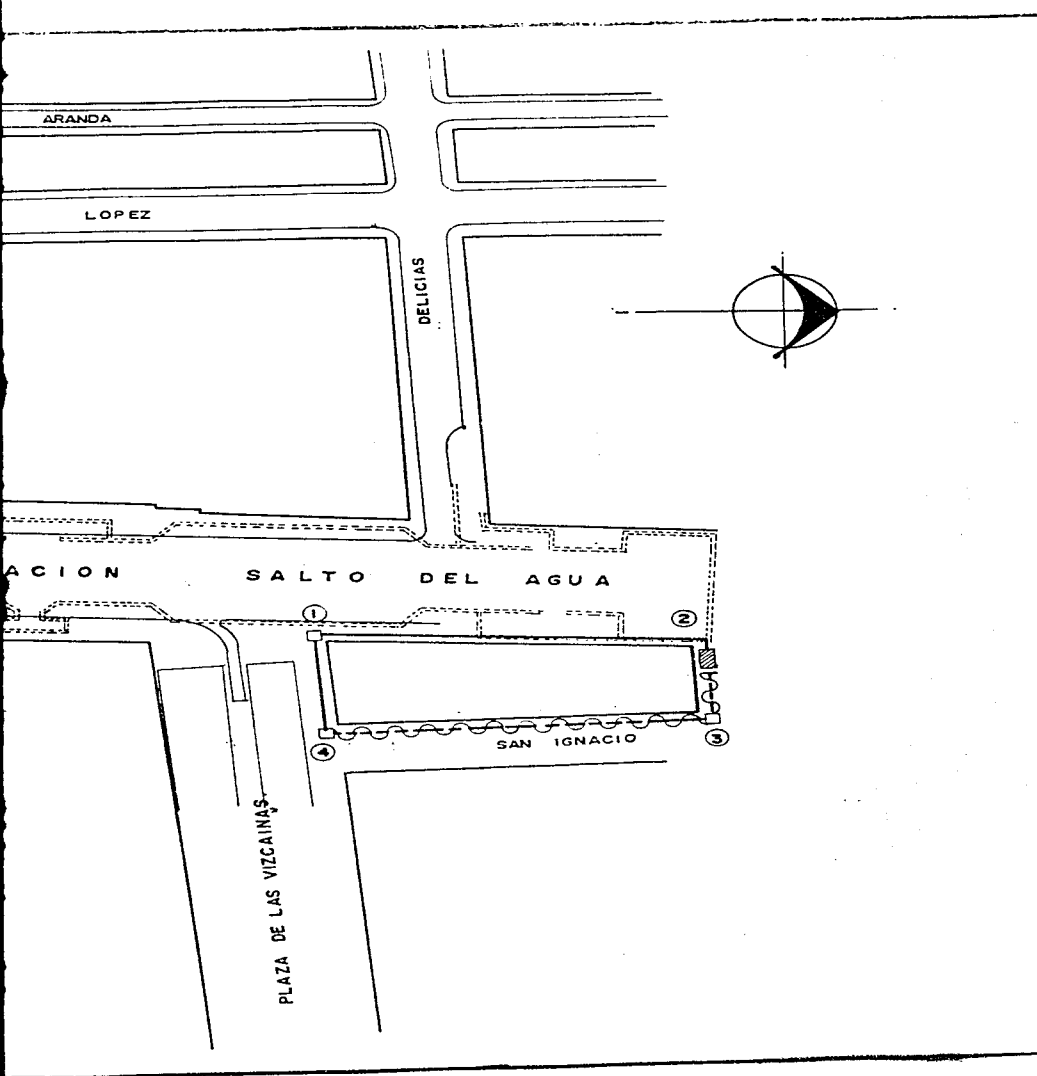 ARANDA
LOPEZ
DELICIAS
ACION SALTO DEL AGUA
1
2
SAN IGNACIO
3
4
PLAZA DE LAS VIZCAINAS.